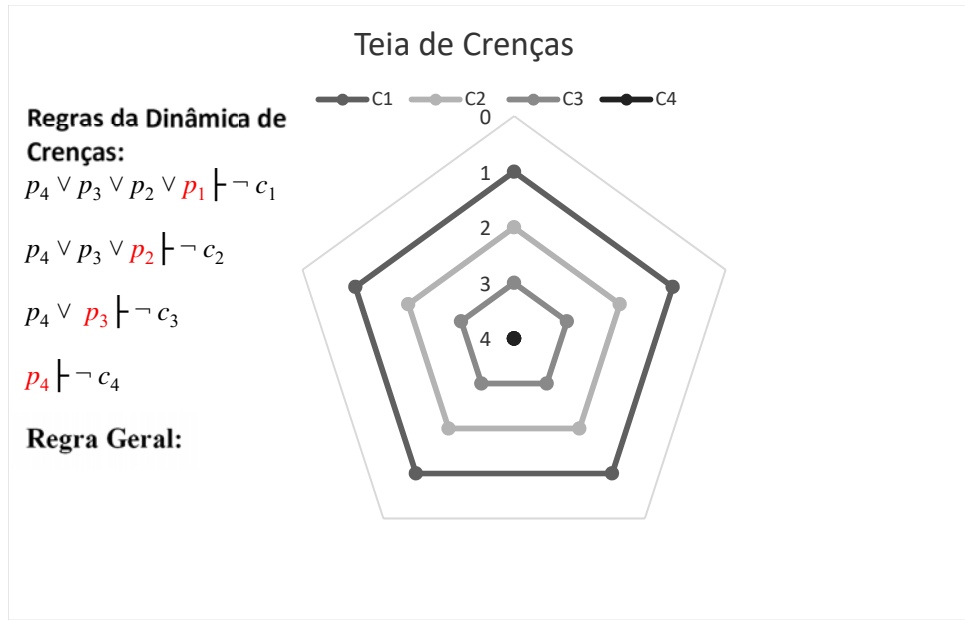 Teia de Crenças
C1 C2 C3 C4
Regras da Dinâmica de
Crenças:
p₄ ∨ p₃ ∨ p₂ ∨ p₁ ├ ¬ c₁
p₄ ∨ p₃ ∨ p₂ ├ ¬ c₂
p₄ ∨ p₃ ├ ¬ c₃
p₄ ├ ¬ c₄
Regra Geral:
0
1
2
3
4